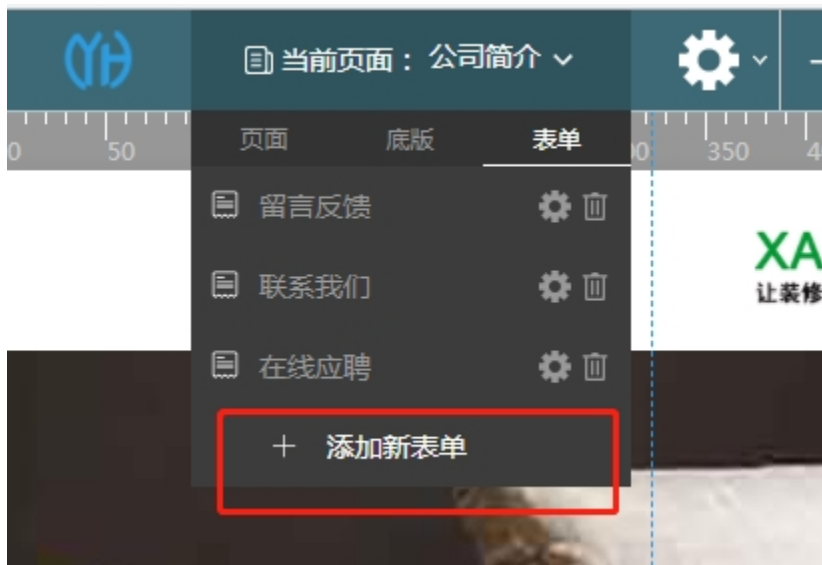 当前页面：公司简介
0 50 350
页面 底版 表单
留言反馈
XA
让装修
联系我们
在线应聘
+ 添加新表单